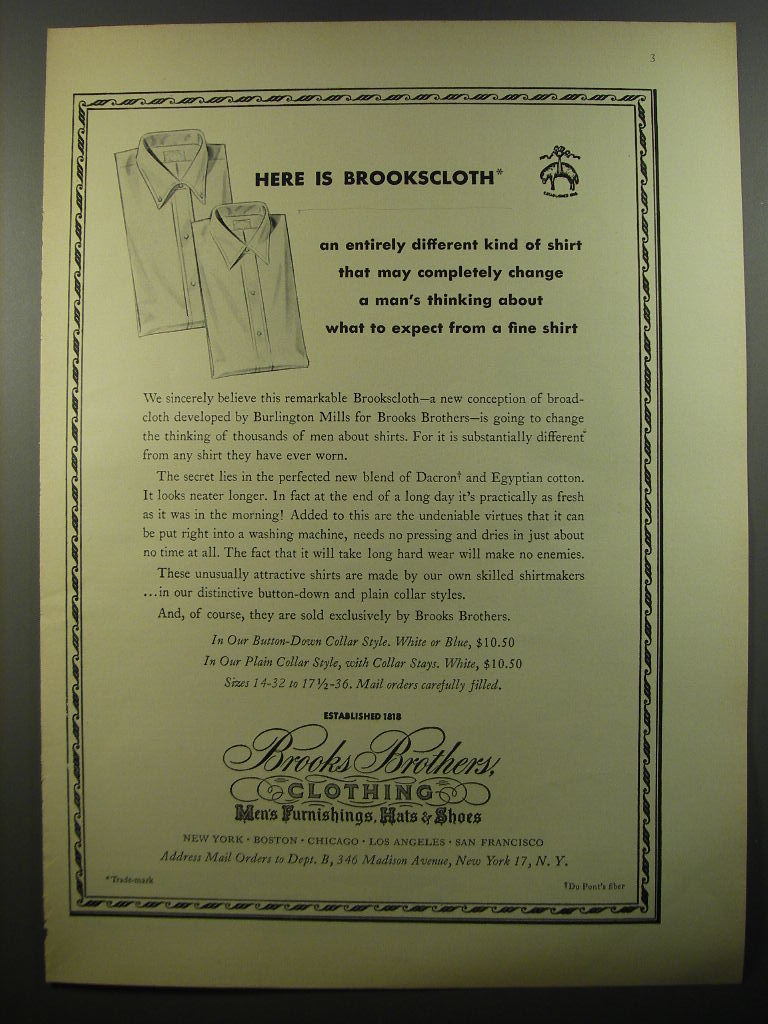 3
HERE IS BROOKSCLOTH*
ESTABLISHED 1818
an entirely different kind of shirt
that may completely change
a man's thinking about
what to expect from a fine shirt
We sincerely believe this remarkable Brookscloth—a new conception of broad-
cloth developed by Burlington Mills for Brooks Brothers—is going to change
the thinking of thousands of men about shirts. For it is substantially different
from any shirt they have ever worn.
The secret lies in the perfected new blend of Dacron† and Egyptian cotton.
It looks neater longer. In fact at the end of a long day it's practically as fresh
as it was in the morning! Added to this are the undeniable virtues that it can
be put right into a washing machine, needs no pressing and dries in just about
no time at all. The fact that it will take long hard wear will make no enemies.
These unusually attractive shirts are made by our own skilled shirtmakers
...in our distinctive button-down and plain collar styles.
And, of course, they are sold exclusively by Brooks Brothers.
In Our Button-Down Collar Style. White or Blue, $10.50
In Our Plain Collar Style, with Collar Stays. White, $10.50
Sizes 14-32 to 17½-36. Mail orders carefully filled.
ESTABLISHED 1818
Brooks Brothers,
CLOTHING
Men's Furnishings, Hats & Shoes
NEW YORK · BOSTON · CHICAGO · LOS ANGELES · SAN FRANCISCO
Address Mail Orders to Dept. B, 346 Madison Avenue, New York 17, N. Y.
*Trade-mark
†Du Pont's fiber